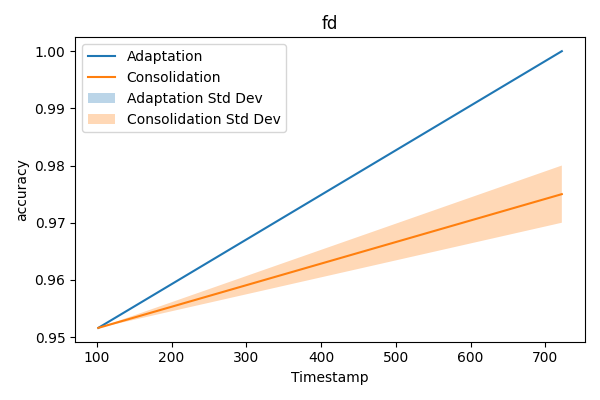 fd
Adaptation
Consolidation
Adaptation Std Dev
Consolidation Std Dev
accuracy
1.00
0.99
0.98
0.97
0.96
0.95
100 200 300 400 500 600 700
Timestamp